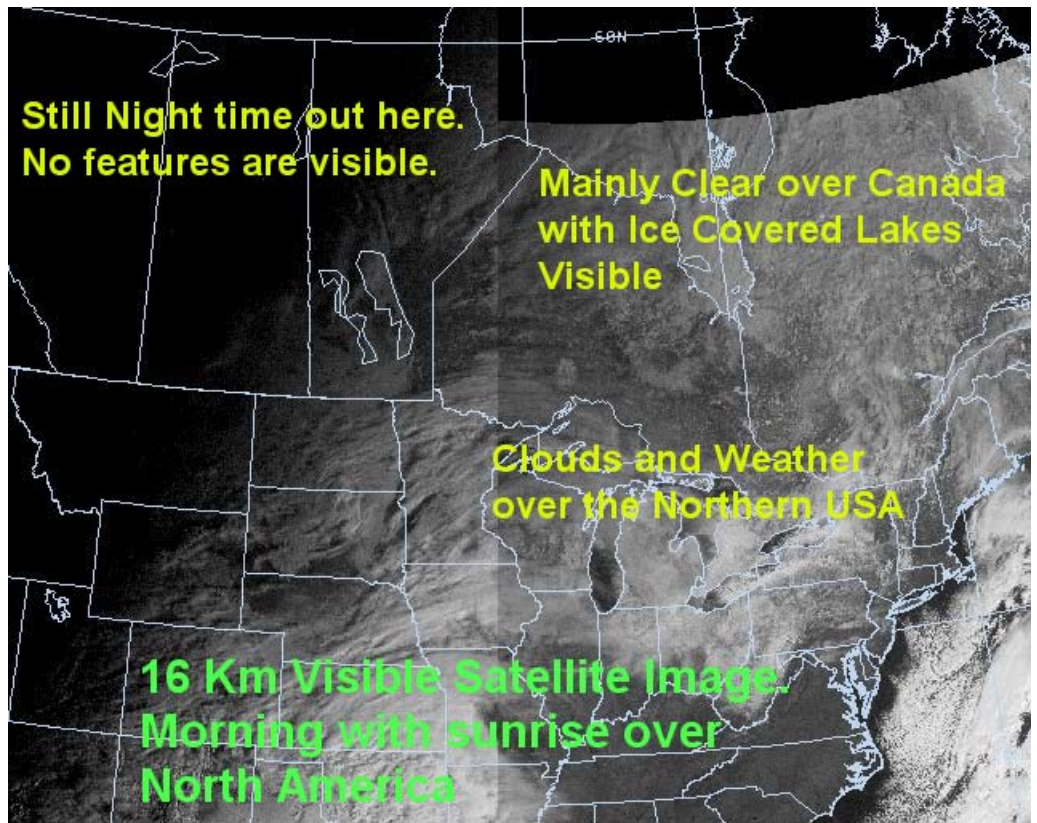 60N
Still Night time out here.
No features are visible.
Mainly Clear over Canada
with Ice Covered Lakes
Visible
Clouds and Weather
over the Northern USA
16 Km Visible Satellite Image.
Morning with sunrise over
North America